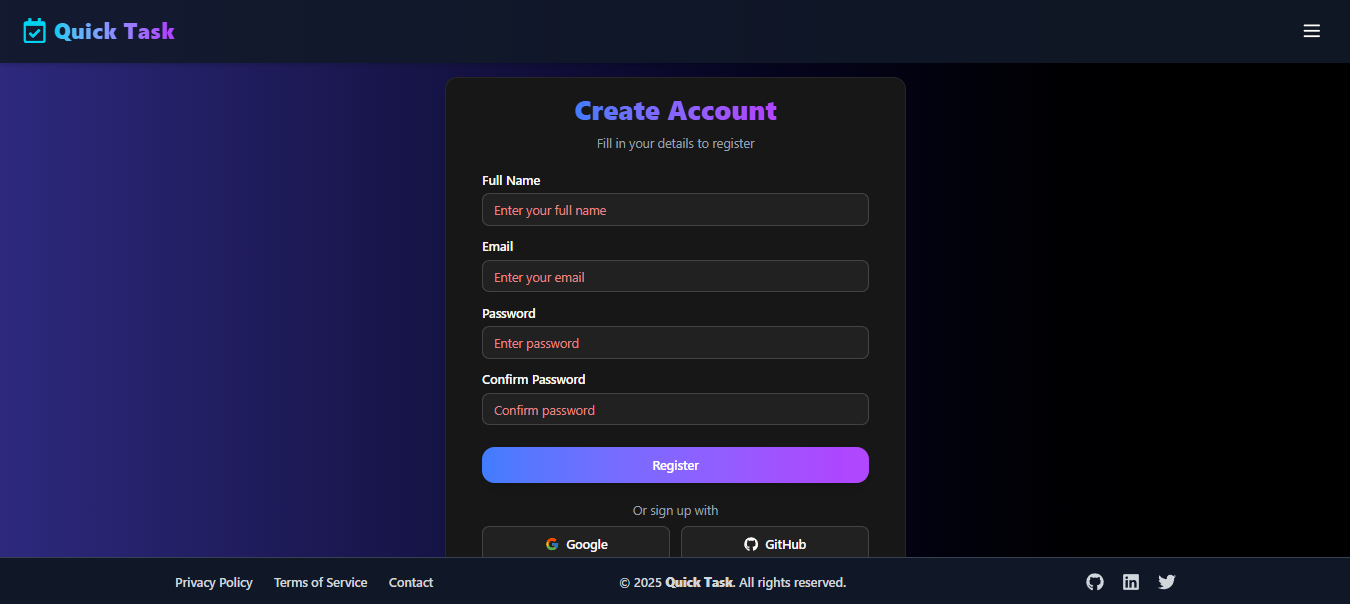 Quick Task
Create Account
Fill in your details to register
Full Name
Enter your full name
Email
Enter your email
Password
Enter password
Confirm Password
Confirm password
Register
Or sign up with
Google GitHub
Privacy Policy Terms of Service Contact © 2025 Quick Task. All rights reserved.